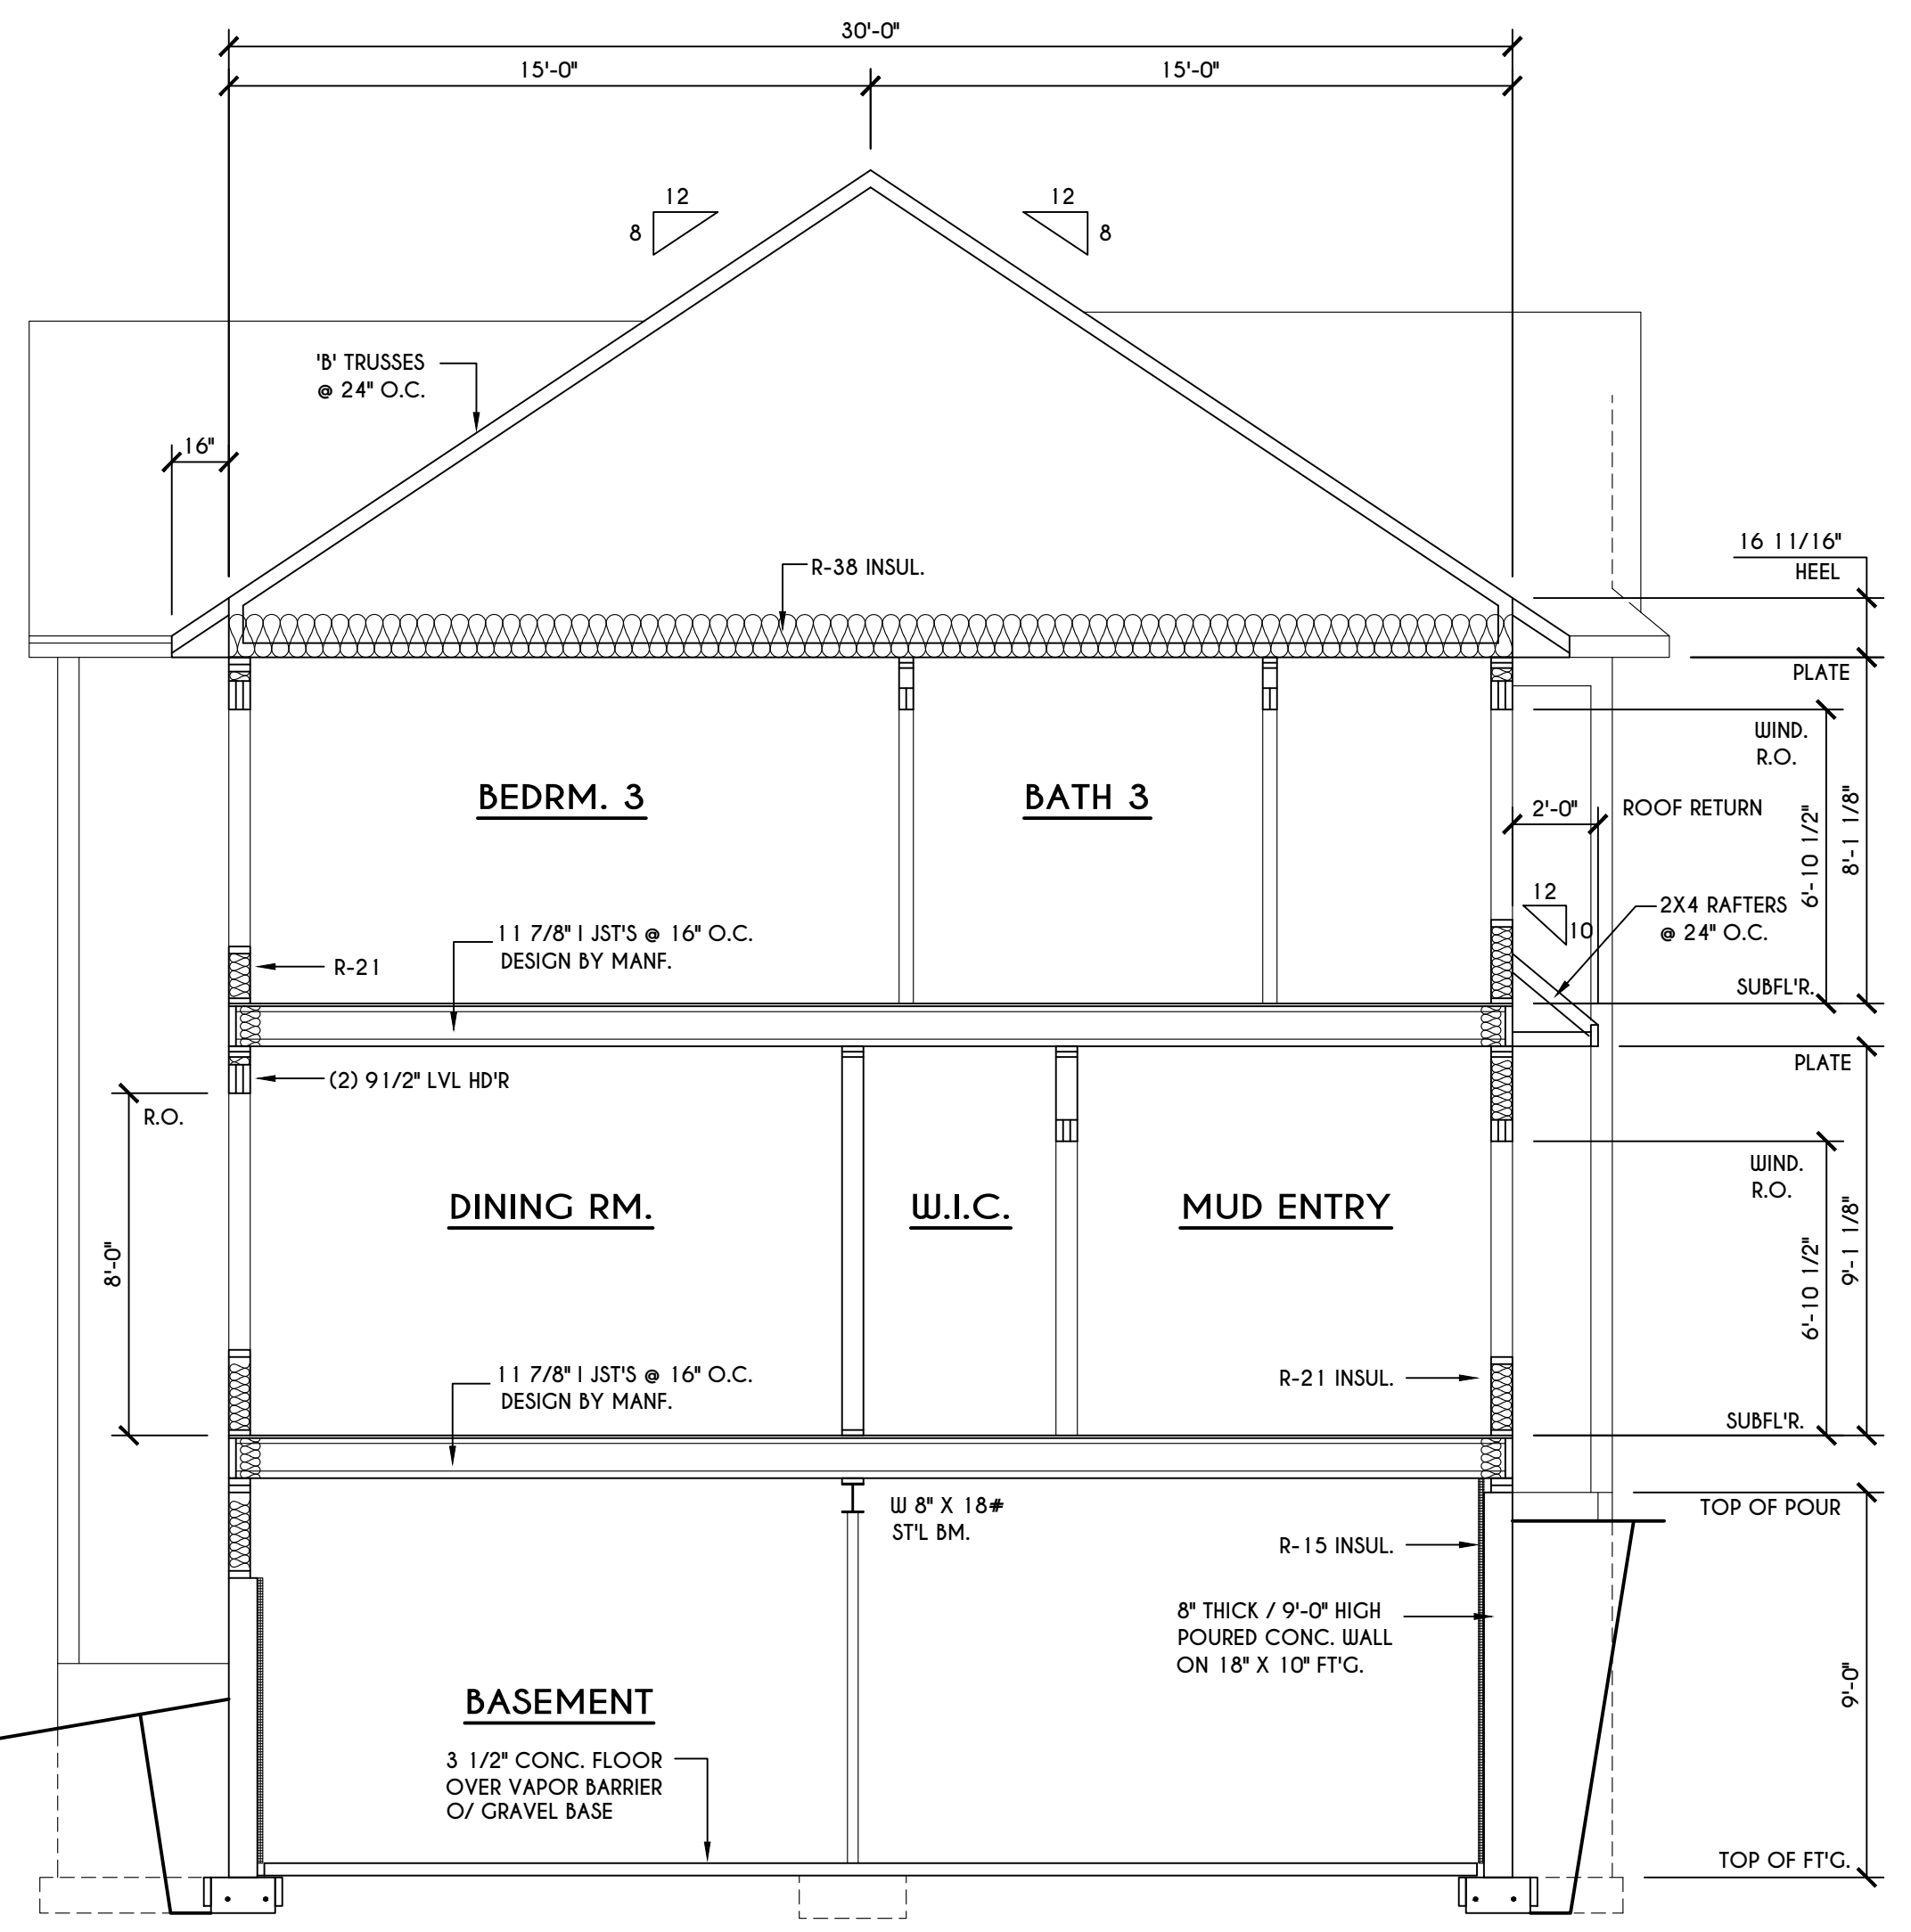 30'-0"
15'-0"
15'-0"
12
8
12
8
'B' TRUSSES
@ 24" O.C.
16"
R-38 INSUL.
16 11/16"
HEEL
PLATE
WIND.
R.O.
BEDRM. 3
BATH 3
2'-0"
ROOF RETURN
6'-10 1/2"
8'-1 1/8"
12
10
2X4 RAFTERS
@ 24" O.C.
11 7/8" I JST'S @ 16" O.C.
DESIGN BY MANF.
R-21
SUBFL'R.
PLATE
(2) 9 1/2" LVL HD'R
R.O.
WIND.
R.O.
DINING RM.
W.I.C.
MUD ENTRY
8'-0"
6'-10 1/2"
9'-1 1/8"
11 7/8" I JST'S @ 16" O.C.
DESIGN BY MANF.
R-21 INSUL.
SUBFL'R.
W 8" X 18#
ST'L BM.
TOP OF POUR
R-15 INSUL.
8" THICK / 9'-0" HIGH
POURED CONC. WALL
ON 18" X 10" FT'G.
9'-0"
BASEMENT
3 1/2" CONC. FLOOR
OVER VAPOR BARRIER
O/ GRAVEL BASE
TOP OF FT'G.